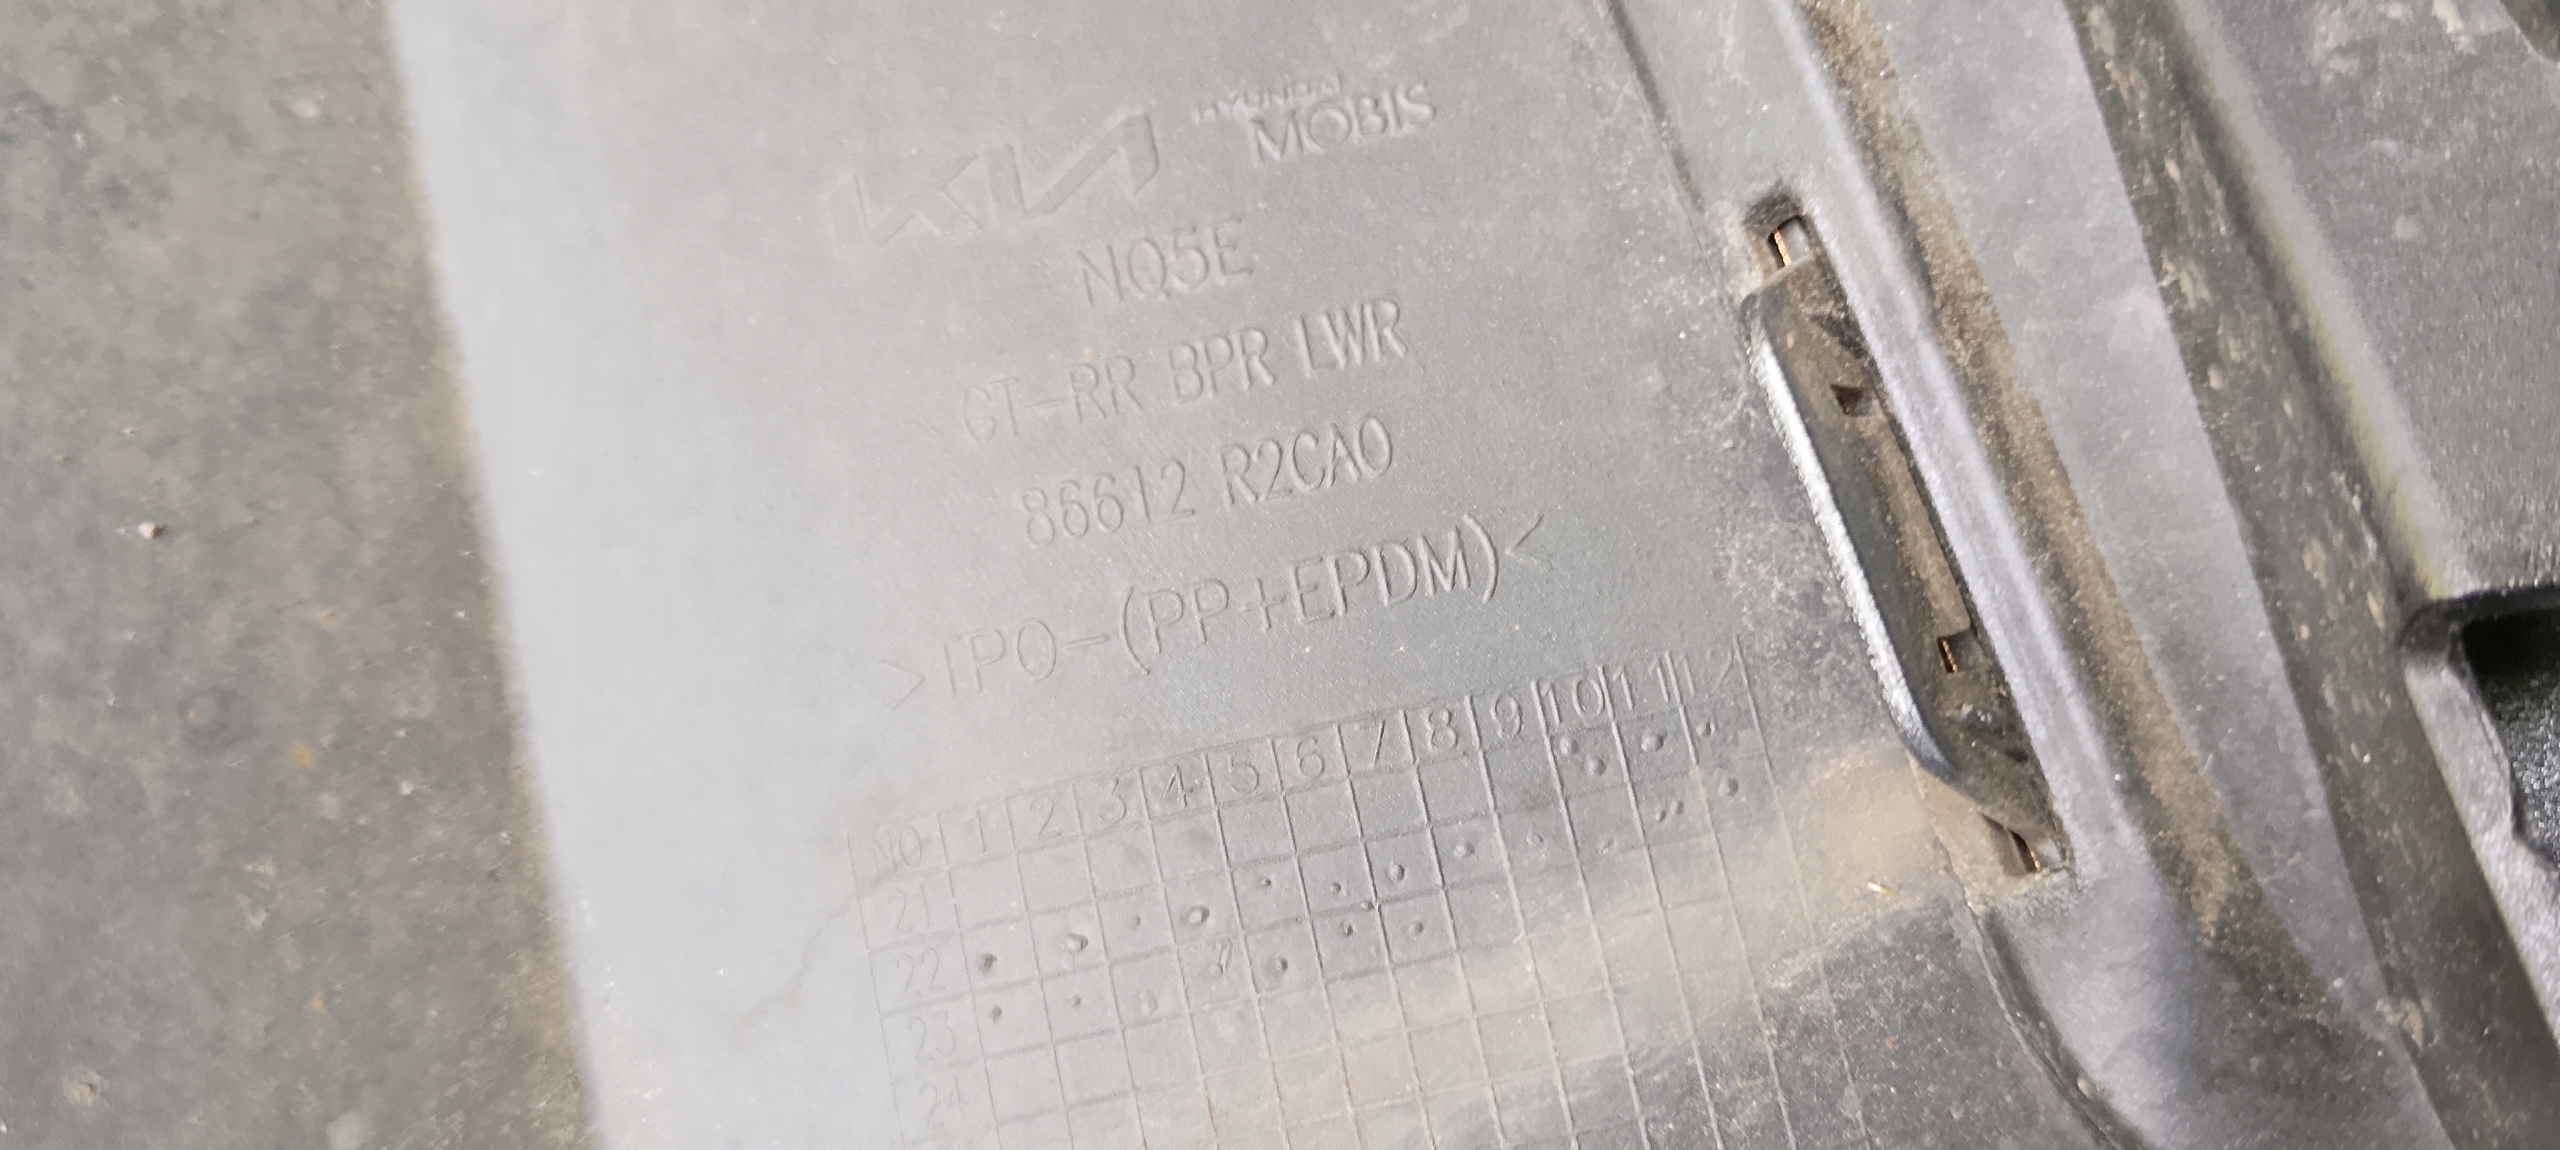 KIA HYUNDAI MOBIS
NQ5E
GT-RR BPR LWR
86612 R2CA0
>TPO-(PP+EPDM)<
NO 1 2 3 4 5 6 7 8 9 10 11 12
21
22
23
24